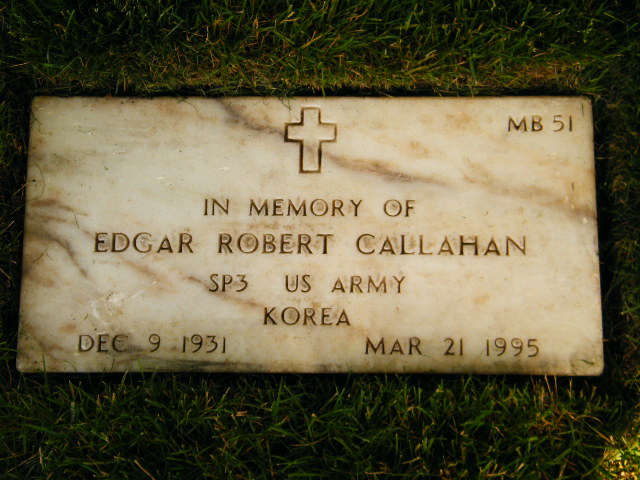 MB 51
IN MEMORY OF
EDGAR ROBERT CALLAHAN
SP3 US ARMY
KOREA
DEC 9 1931 MAR 21 1995